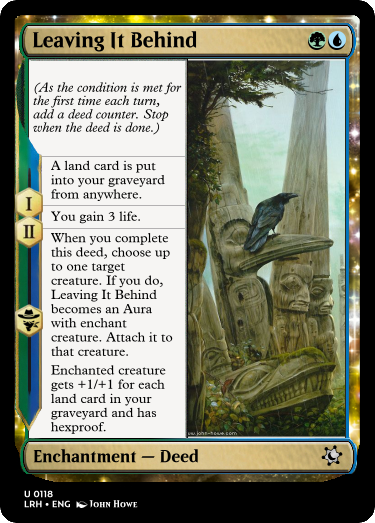 Leaving It Behind
(As the condition is met for
the first time each turn,
add a deed counter. Stop
when the deed is done.)
A land card is put
into your graveyard
from anywhere.
I
You gain 3 life.
II
When you complete
this deed, choose up
to one target
creature. If you do,
Leaving It Behind
becomes an Aura
with enchant
creature. Attach it to
that creature.
Enchanted creature
gets +1/+1 for each
land card in your
graveyard and has
hexproof.
www.john-howe.com
Enchantment — Deed
U 0118
LRH • ENG John Howe